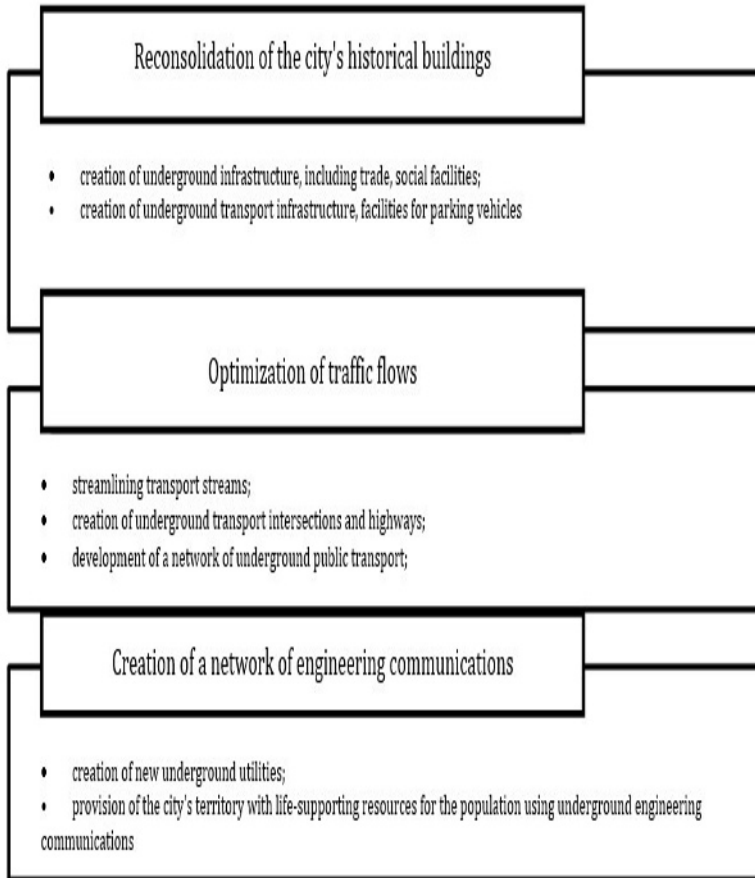 Reconsolidation of the city's historical buildings
• creation of underground infrastructure, including trade, social facilities;
• creation of underground transport infrastructure, facilities for parking vehicles
Optimization of traffic flows
• streamlining transport streams;
• creation of underground transport intersections and highways;
• development of a network of underground public transport;
Creation of a network of engineering communications
• creation of new underground utilities;
• provision of the city's territory with life-supporting resources for the population using underground engineering
communications